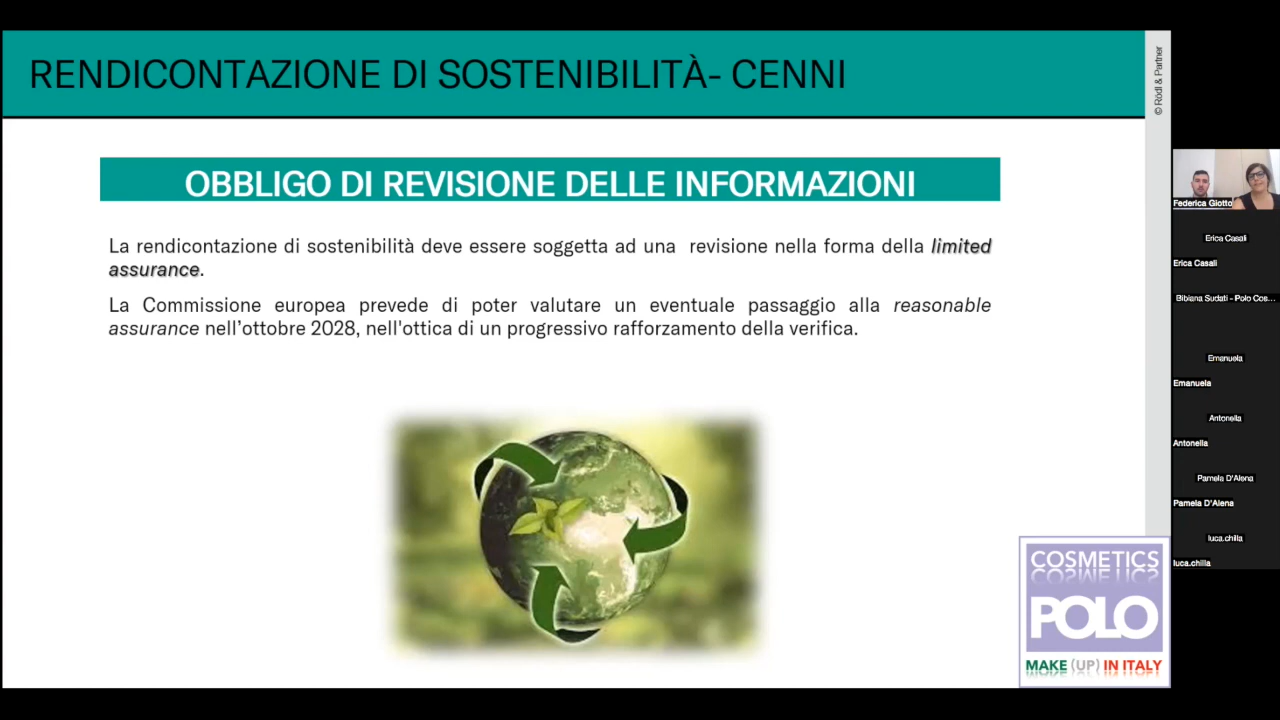 RENDICONTAZIONE DI SOSTENIBILITÀ- CENNI
© Rödl & Partner
OBBLIGO DI REVISIONE DELLE INFORMAZIONI
La rendicontazione di sostenibilità deve essere soggetta ad una revisione nella forma della limited
assurance.
La Commissione europea prevede di poter valutare un eventuale passaggio alla reasonable
assurance nell’ottobre 2028, nell'ottica di un progressivo rafforzamento della verifica.
COSMETICS
POLO
MAKE (UP) IN ITALY
Federica Giotto
Erica Casali
Erica Casali
Bibiana Sudati - Polo Cos...
Emanuela
Emanuela
Antonella
Antonella
Pamela D'Alena
Pamela D'Alena
luca.chilla
luca.chilla